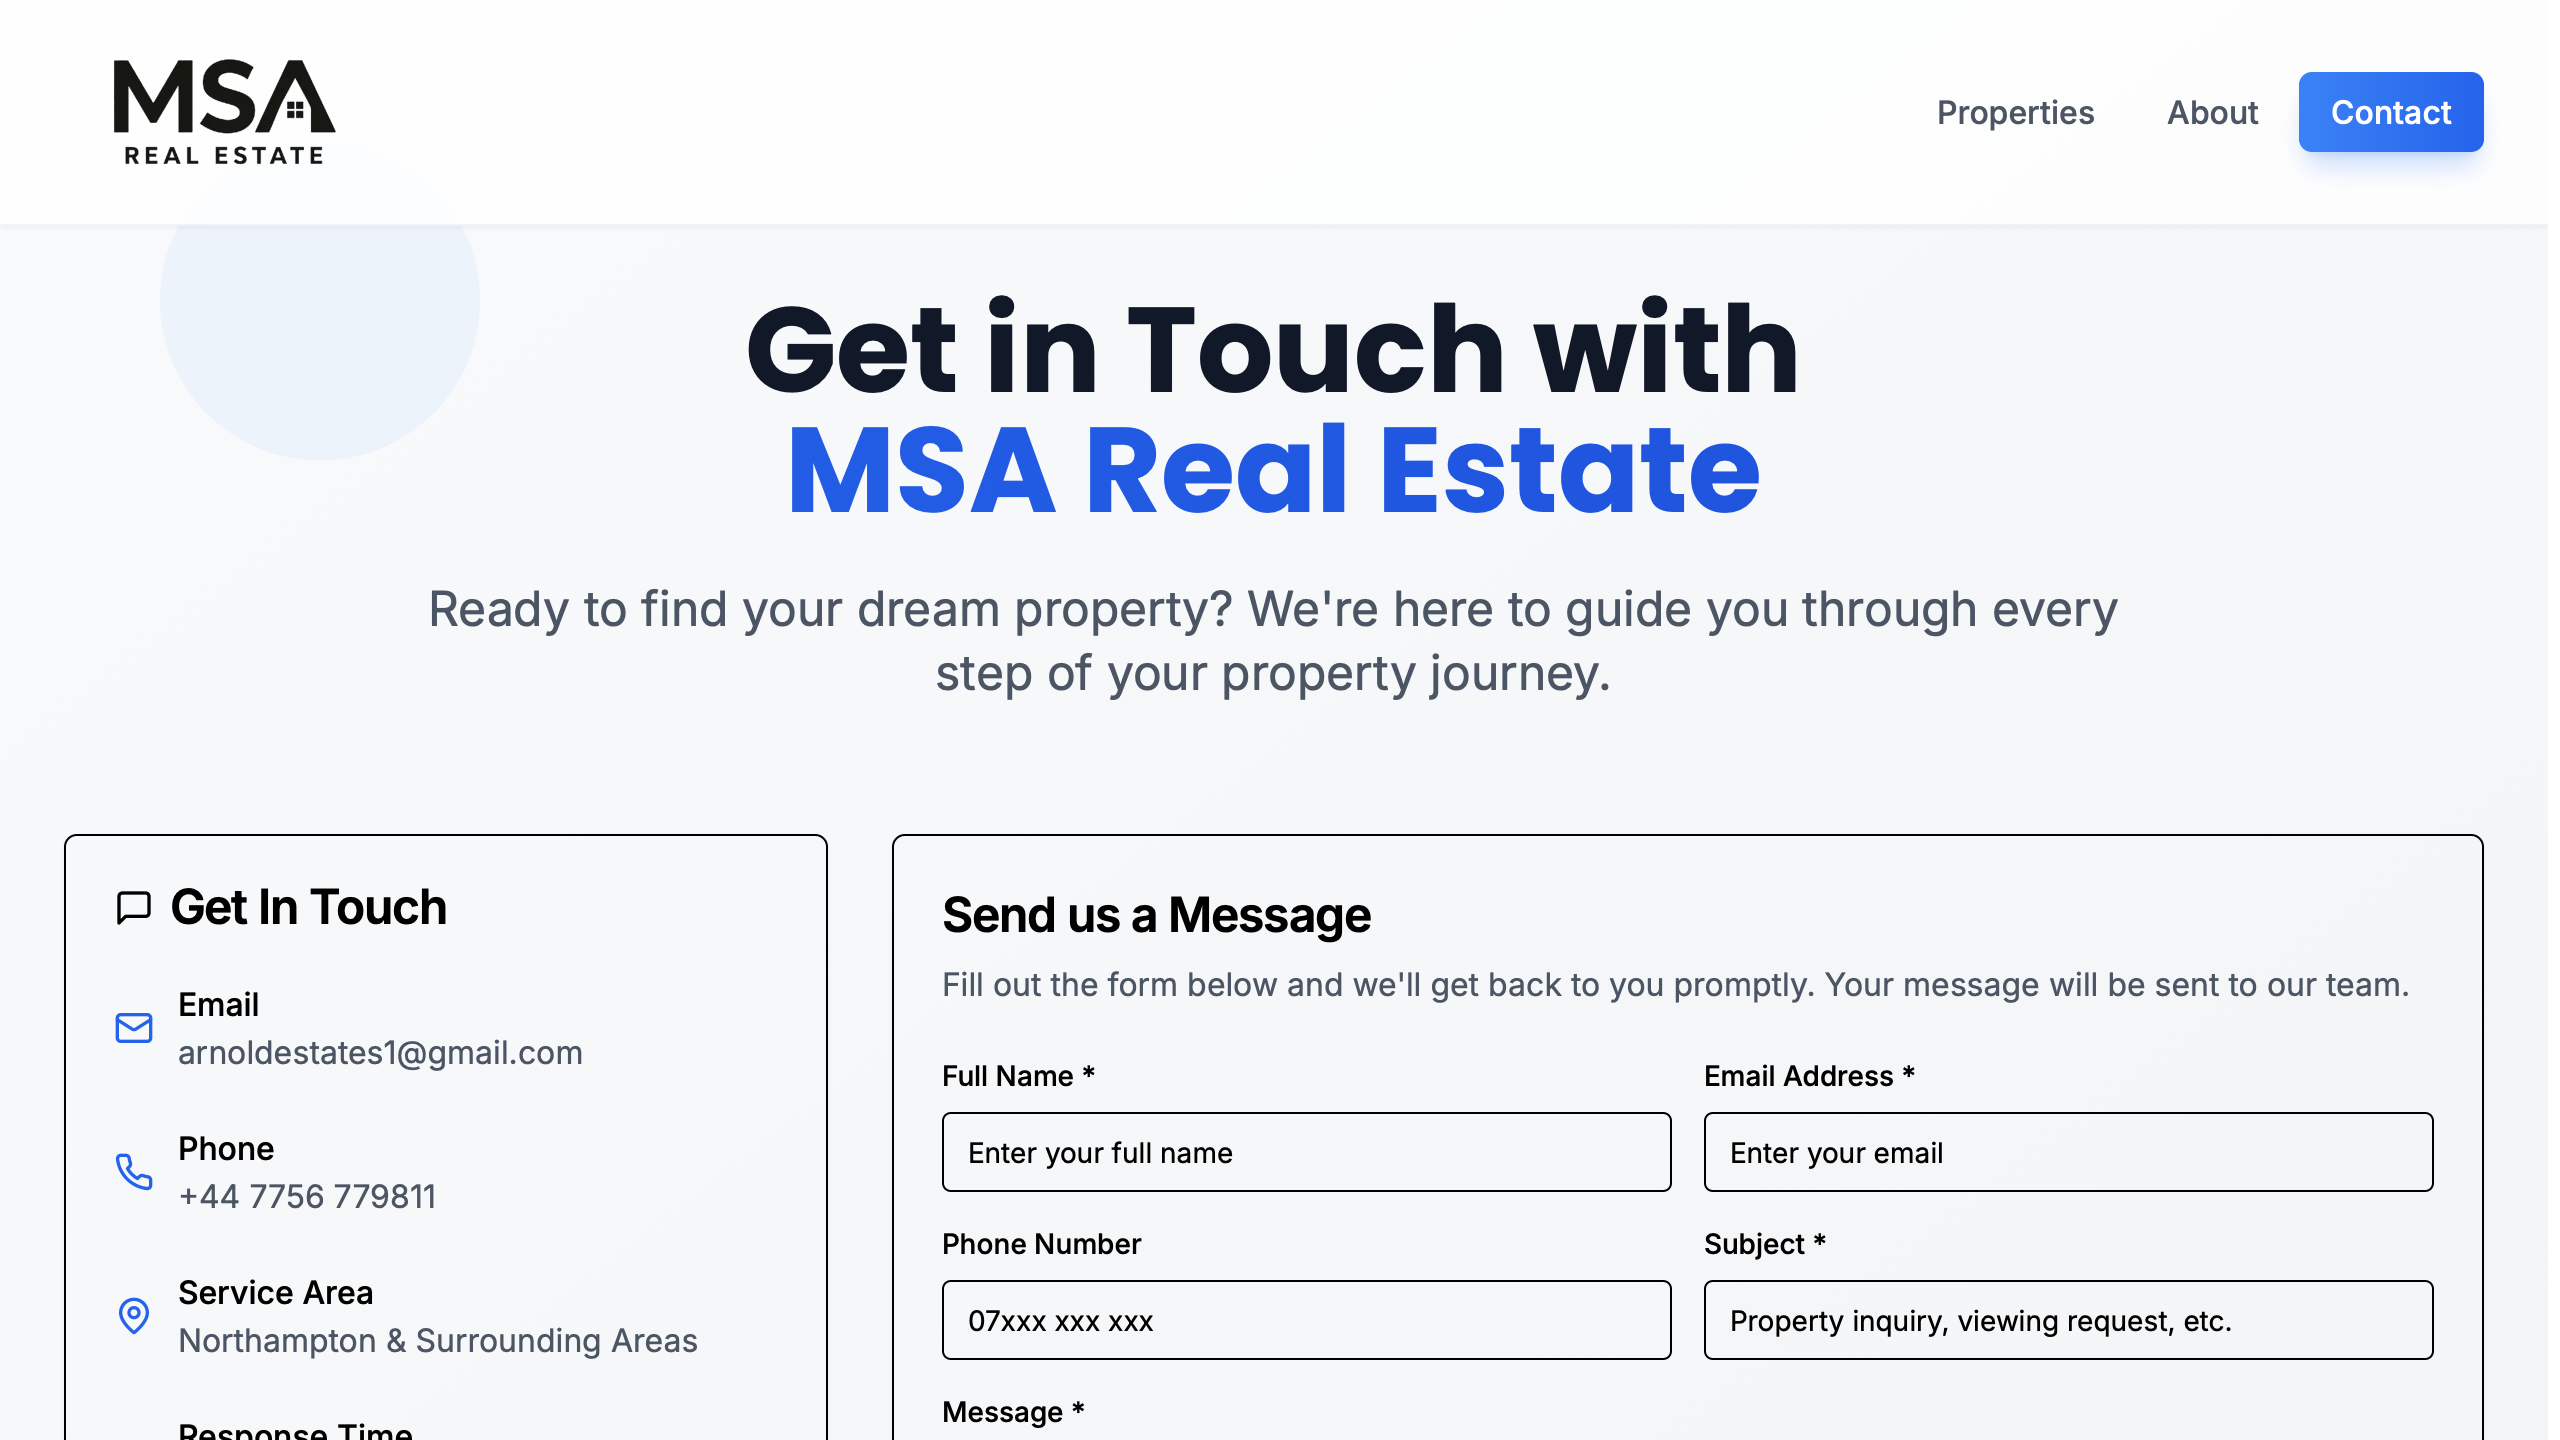 MSA
REAL ESTATE
Properties
About
Contact
Get in Touch with
MSA Real Estate
Ready to find your dream property? We're here to guide you through every
step of your property journey.
Get In Touch
Email
arnoldestates1@gmail.com
Phone
+44 7756 779811
Service Area
Northampton & Surrounding Areas
Response Time
Send us a Message
Fill out the form below and we'll get back to you promptly. Your message will be sent to our team.
Full Name *
Enter your full name
Email Address *
Enter your email
Phone Number
07xxx xxx xxx
Subject *
Property inquiry, viewing request, etc.
Message *